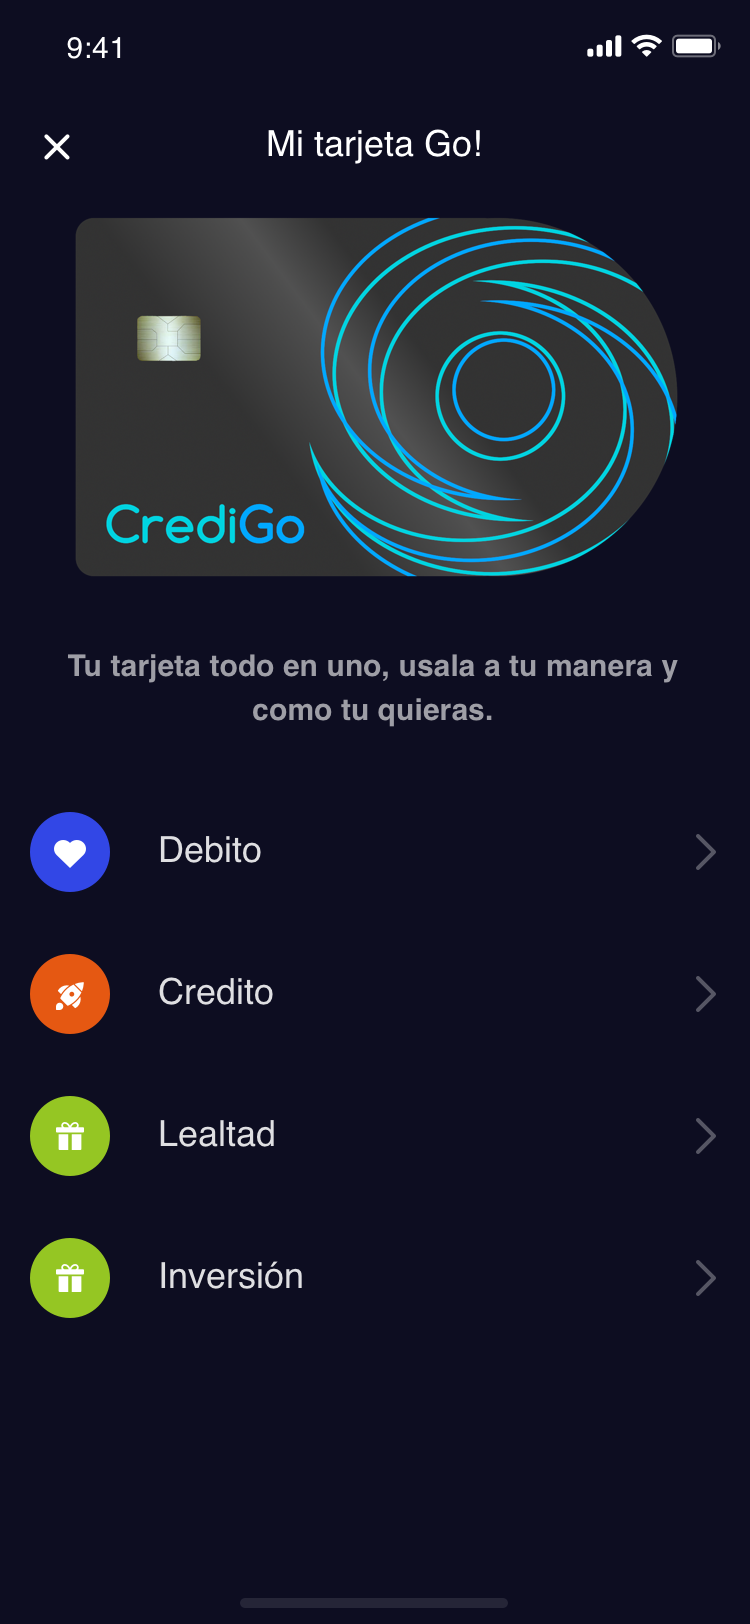 9:41
Mi tarjeta Go!
CrediGo
Tu tarjeta todo en uno, usala a tu manera y
como tu quieras.
Debito
Credito
Lealtad
Inversión